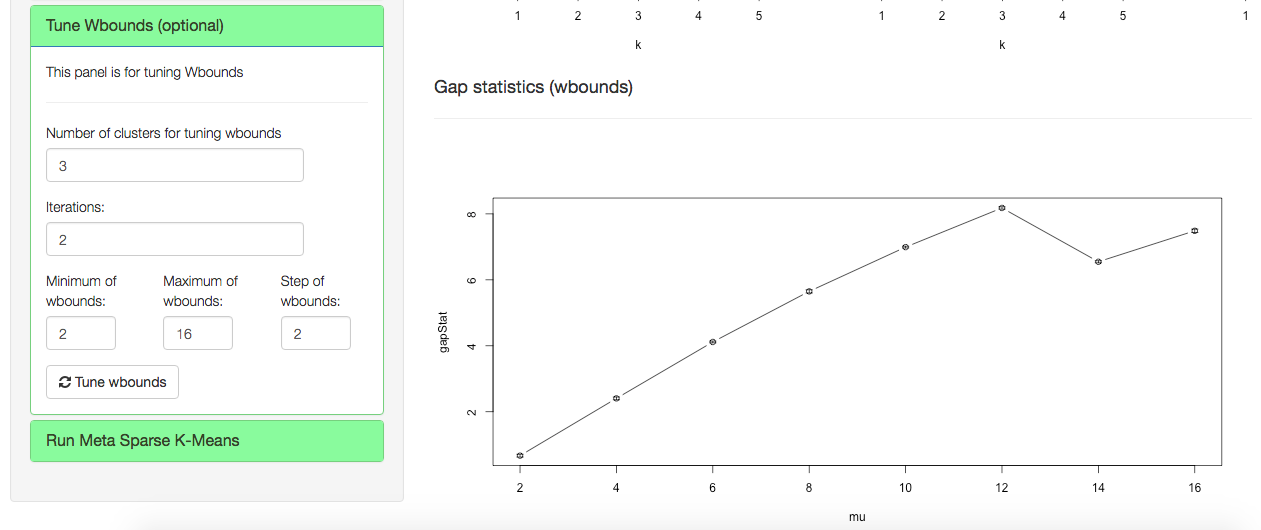 Tune Wbounds (optional)
This panel is for tuning Wbounds
Number of clusters for tuning wbounds
3
Iterations:
2
Minimum of wbounds:
Maximum of wbounds:
Step of wbounds:
2
16
2
Tune wbounds
Run Meta Sparse K-Means
1 2 3 4 5
k
1 2 3 4 5
k
1
Gap statistics (wbounds)
gapStat
8
6
4
2
2 4 6 8 10 12 14 16
mu